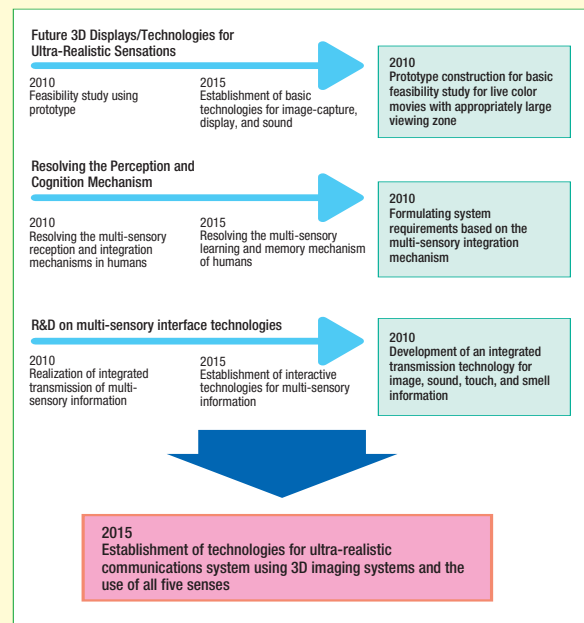 Future 3D Displays/Technologies for
Ultra-Realistic Sensations
2010
Feasibility study using
prototype
2015
Establishment of basic
technologies for image-capture,
display, and sound
2010
Prototype construction for basic
feasibility study for live color
movies with appropriately large
viewing zone
Resolving the Perception and
Cognition Mechanism
2010
Resolving the multi-sensory
reception and integration
mechanisms in humans
2015
Resolving the multi-sensory
learning and memory mechanism
of humans
2010
Formulating system
requirements based on the
multi-sensory integration
mechanism
R&D on multi-sensory interface technologies
2010
Realization of integrated
transmission of multi-
sensory information
2015
Establishment of interactive
technologies for multi-sensory
information
2010
Development of an integrated
transmission technology for
image, sound, touch, and smell
information
2015
Establishment of technologies for ultra-realistic
communications system using 3D imaging systems and the
use of all five senses